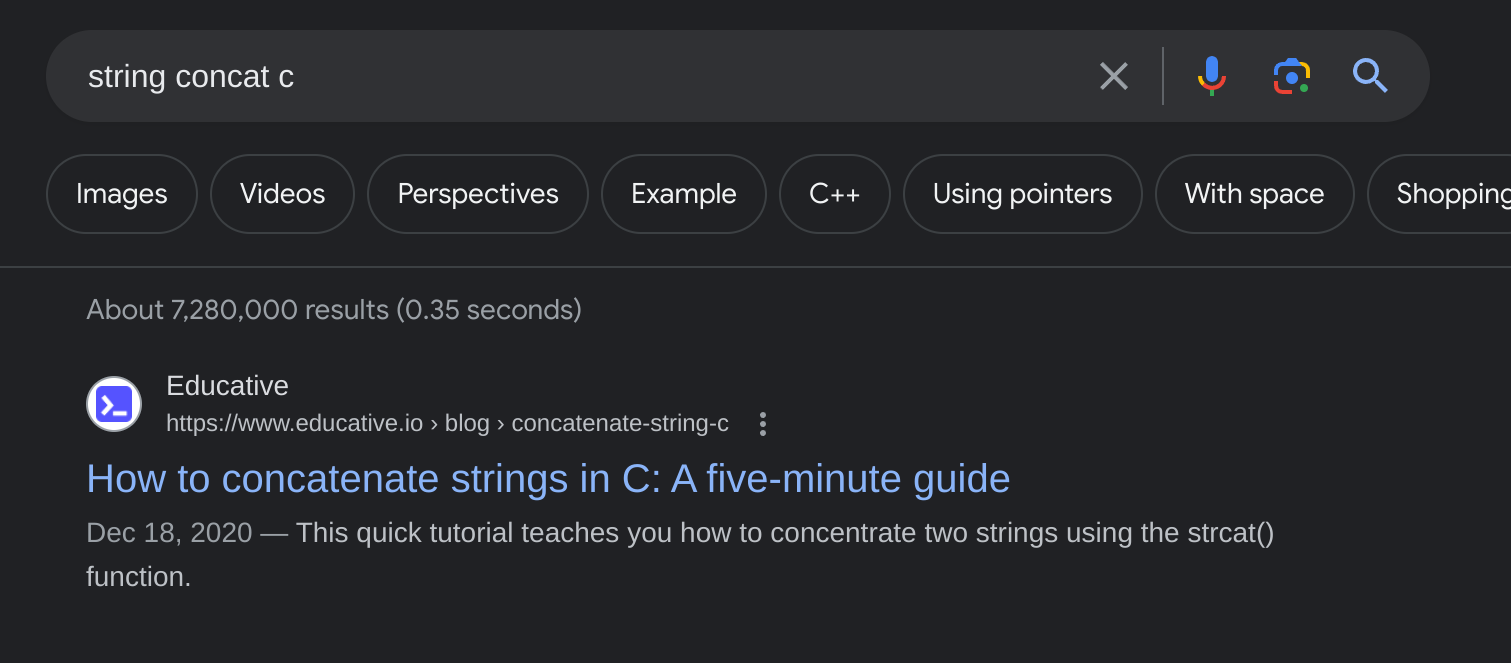 string concat c
Images Videos Perspectives Example C++ Using pointers With space Shopping
About 7,280,000 results (0.35 seconds)
Educative
https://www.educative.io › blog › concatenate-string-c
How to concatenate strings in C: A five-minute guide
Dec 18, 2020 — This quick tutorial teaches you how to concentrate two strings using the strcat()
function.